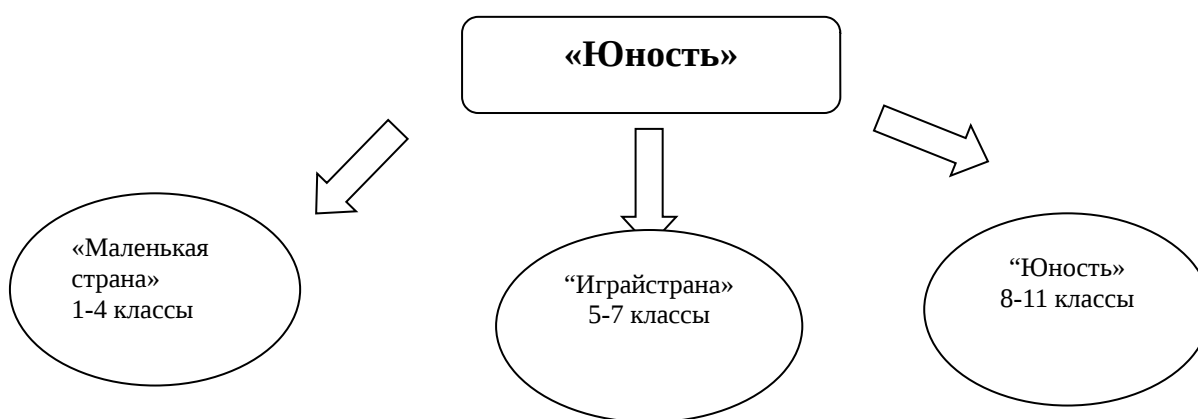 «Юность»
«Маленькая
страна»
1-4 классы
“Играйстрана»
5-7 классы
“Юность»
8-11 классы